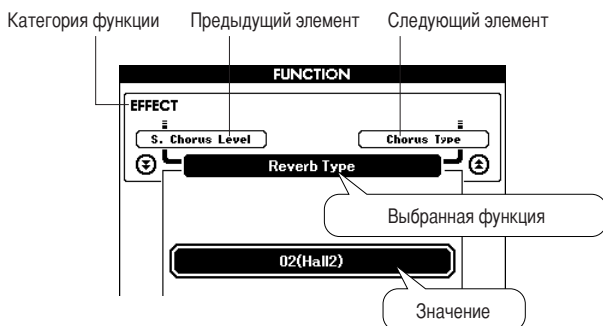 Категория функции Предыдущий элемент Следующий элемент
FUNCTION
EFFECT
S. Chorus Level Chorus Type
Reverb Type
Выбранная функция
02(Hall2)
Значение